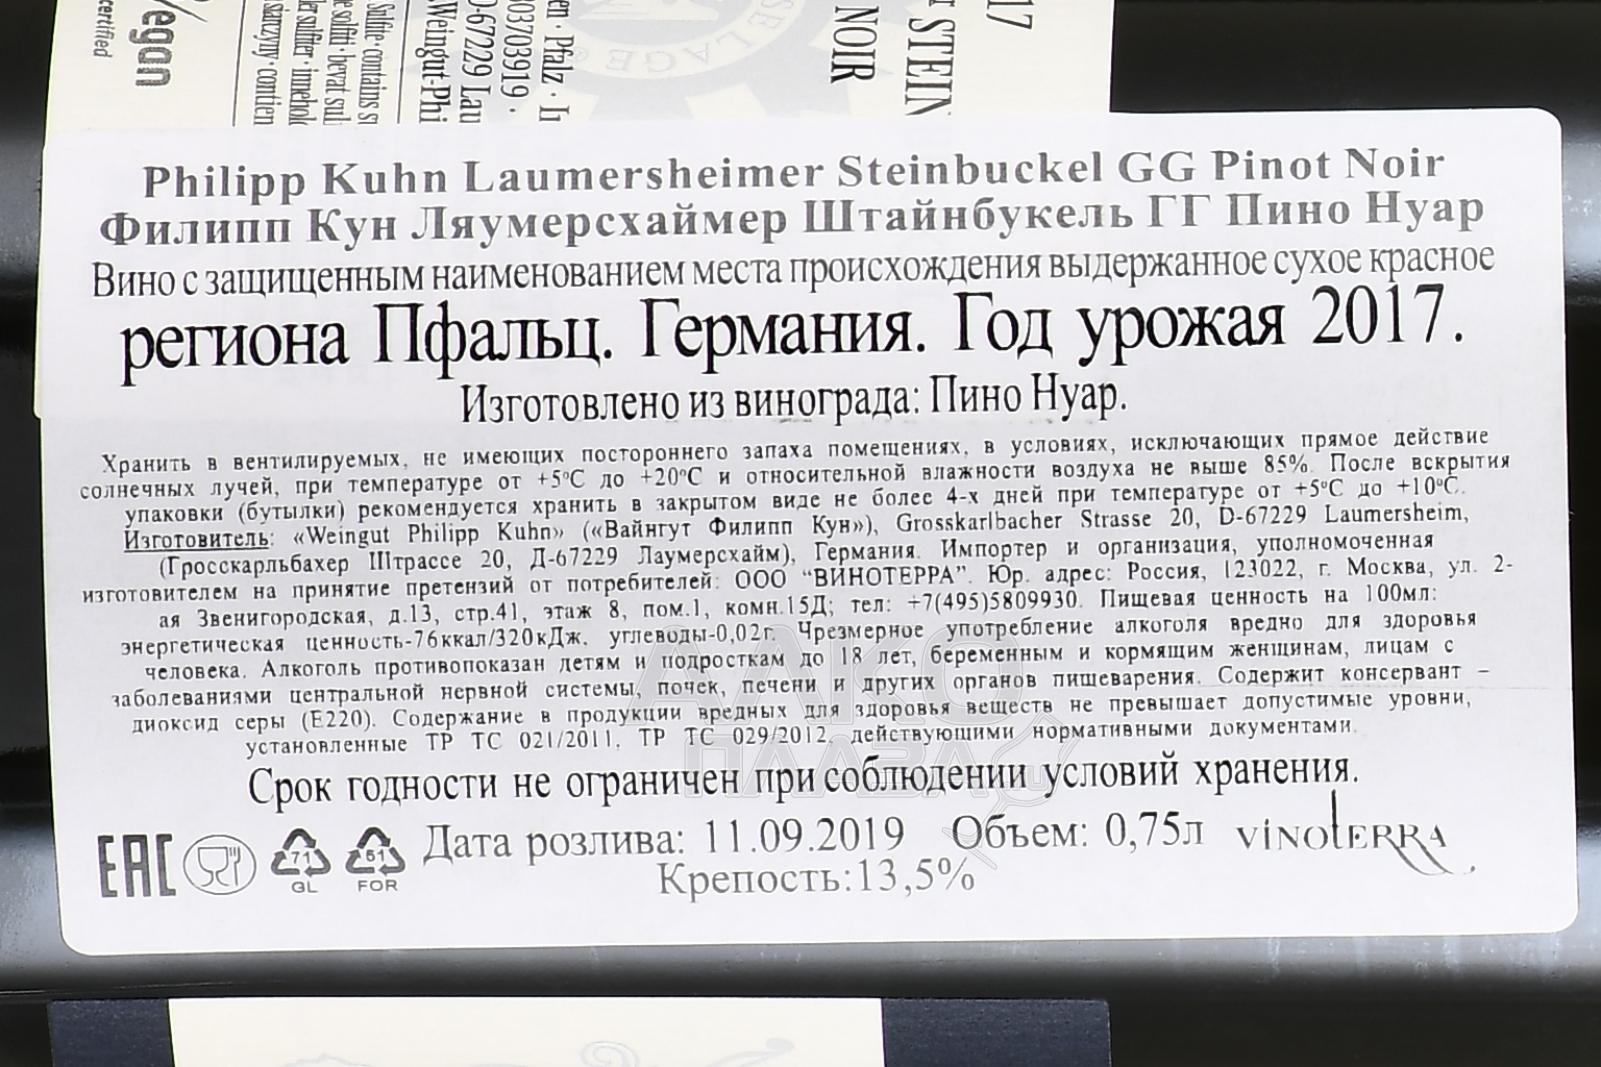 Vegan
certified
17
STEIN
NOIR
SE LAGE
Philipp Kuhn Laumersheimer Steinbuckel GG Pinot Noir
Филипп Кун Ляумерсхаймер Штайнбукель ГГ Пино Нуар
Вино с защищенным наименованием места происхождения выдержанное сухое красное
региона Пфальц. Германия. Год урожая 2017.
Изготовлено из винограда: Пино Нуар.
Хранить в вентилируемых, не имеющих постороннего запаха помещениях, в условиях, исключающих прямое действие
солнечных лучей, при температуре от +5°C до +20°C и относительной влажности воздуха не выше 85%. После вскрытия
упаковки (бутылки) рекомендуется хранить в закрытом виде не более 4-х дней при температуре от +5°C до +10°C.
Изготовитель: «Weingut Philipp Kuhn» («Вайнгут Филипп Кун»), Grosskarlbacher Strasse 20, D-67229 Laumersheim,
(Гросскарльбахер Штрассе 20, Д-67229 Лаумерсхайм), Германия. Импортер и организация, уполномоченная
изготовителем на принятие претензий от потребителей: ООО “ВИНОТЕРРА”. Юр. адрес: Россия, 123022, г. Москва, ул. 2-
ая Звенигородская, д.13, стр.41, этаж 8, пом.1, комн.15Д; тел: +7(495)5809930. Пищевая ценность на 100мл:
энергетическая ценность-76ккал/320кДж, углеводы-0,02г. Чрезмерное употребление алкоголя вредно для здоровья
человека. Алкоголь противопоказан детям и подросткам до 18 лет, беременным и кормящим женщинам, лицам с
заболеваниями центральной нервной системы, почек, печени и других органов пищеварения. Содержит консервант –
диоксид серы (Е220). Содержание в продукции вредных для здоровья веществ не превышает допустимые уровни,
установленные ТР ТС 021/2011, ТР ТС 029/2012, действующими нормативными документами.
Срок годности не ограничен при соблюдении условий хранения.
EAC 71 GL 51 FOR Дата розлива: 11.09.2019 Объем: 0,75л VINOTERRA
Крепость:13,5%
АЛКО
ПЛАЗА